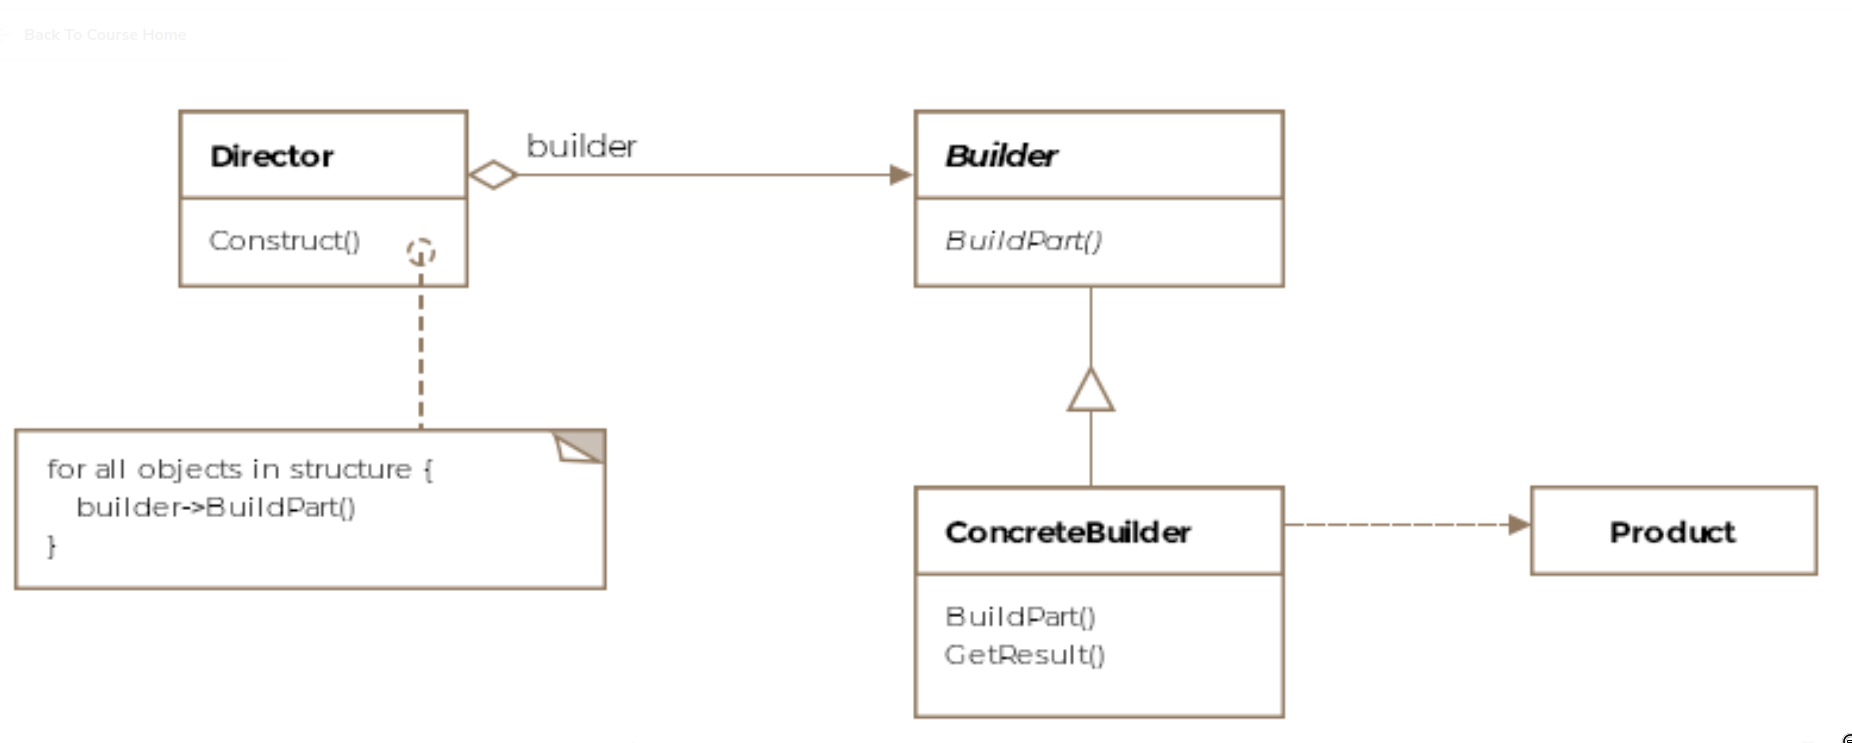 Back To Course Home
Director
builder
Builder
Construct()
BuildPart()
for all objects in structure {
builder->BuildPart()
}
ConcreteBuilder
Product
BuildPart()
GetResult()